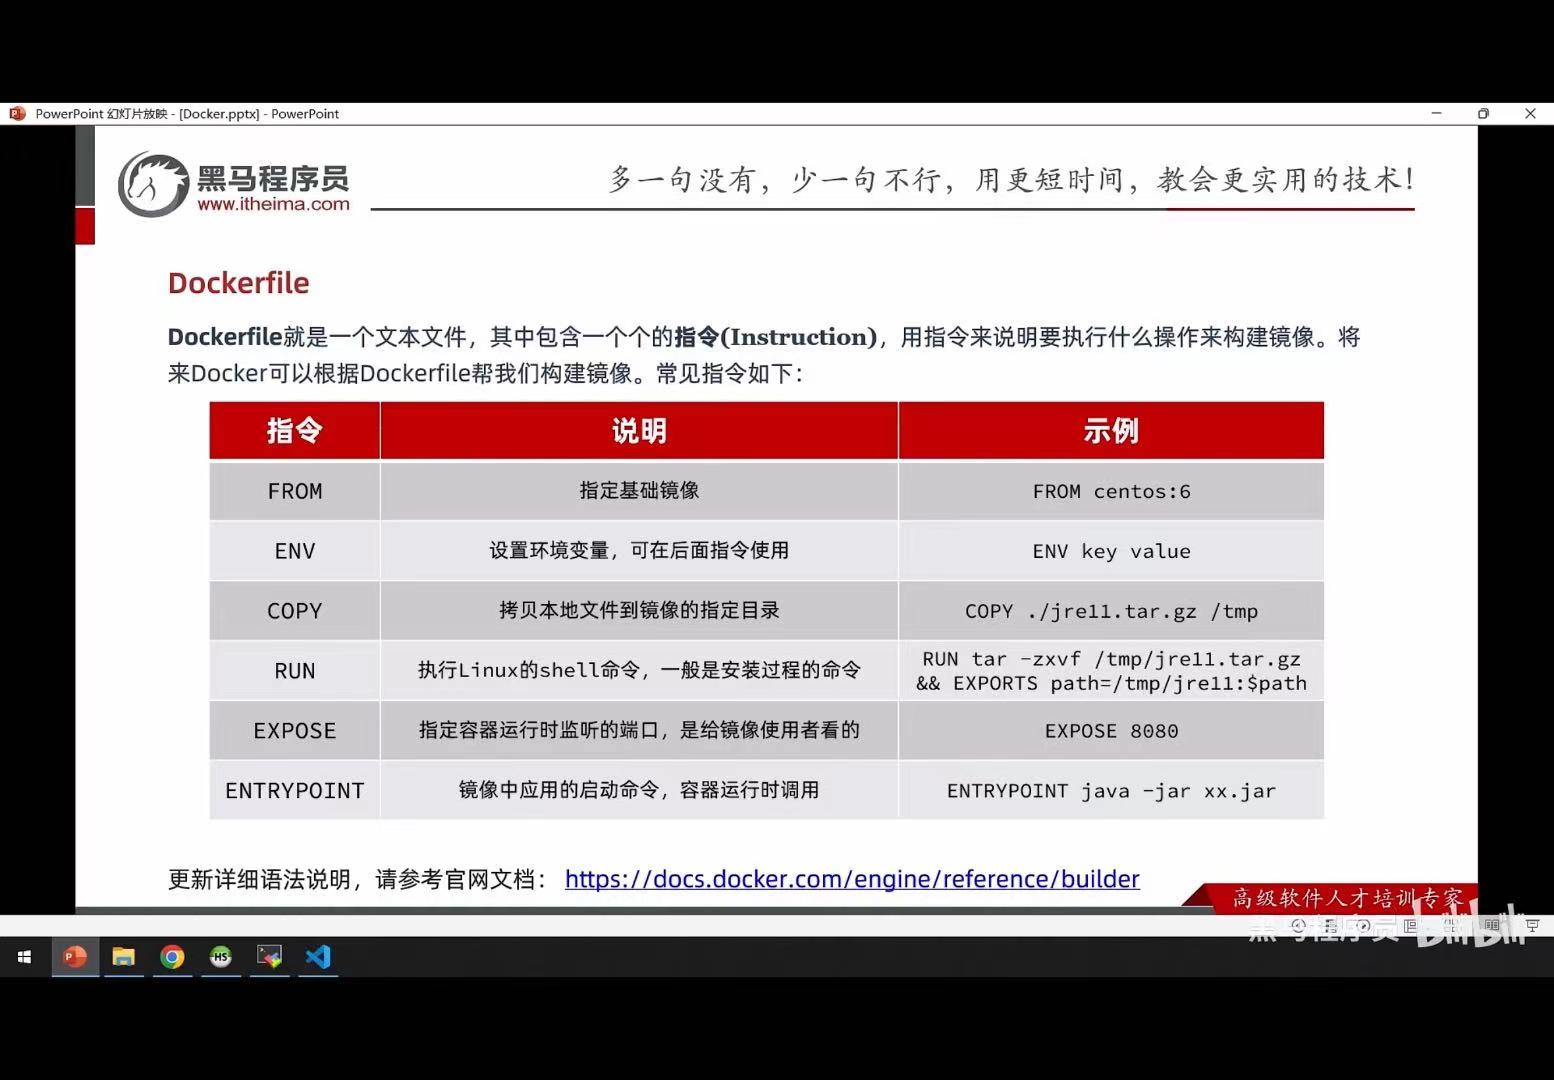 PowerPoint 幻灯片放映 - [Docker.pptx] - PowerPoint
黑马程序员
www.itheima.com
多一句没有，少一句不行，用更短时间，教会更实用的技术！
Dockerfile
Dockerfile就是一个文本文件，其中包含一个个的指令(Instruction)，用指令来说明要执行什么操作来构建镜像。将
来Docker可以根据Dockerfile帮我们构建镜像。常见指令如下：
指令 说明 示例
FROM 指定基础镜像 FROM centos:6
ENV 设置环境变量，可在后面指令使用 ENV key value
COPY 拷贝本地文件到镜像的指定目录 COPY ./jre11.tar.gz /tmp
RUN 执行Linux的shell命令，一般是安装过程的命令 RUN tar -zxvf /tmp/jre11.tar.gz
&& EXPORTS path=/tmp/jre11:$path
EXPOSE 指定容器运行时监听的端口，是给镜像使用者看的 EXPOSE 8080
ENTRYPOINT 镜像中应用的启动命令，容器运行时调用 ENTRYPOINT java -jar xx.jar
更新详细语法说明，请参考官网文档： https://docs.docker.com/engine/reference/builder
高级软件人才培训专家
黑马程序员 bilibili
HS